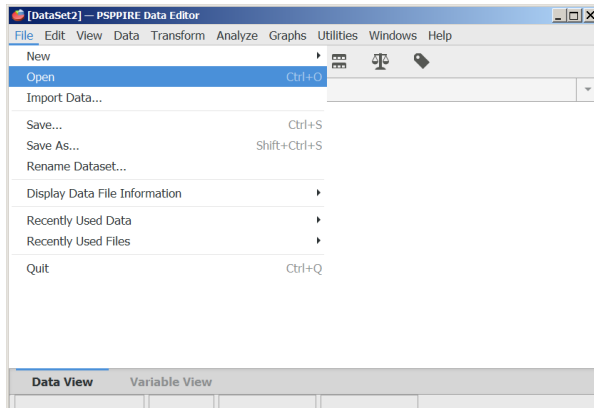 [DataSet2] — PSPPIRE Data Editor
File Edit View Data Transform Analyze Graphs Utilities Windows Help
New
Open Ctrl+O
Import Data...
Save... Ctrl+S
Save As... Shift+Ctrl+S
Rename Dataset...
Display Data File Information
Recently Used Data
Recently Used Files
Quit Ctrl+Q
Data View Variable View